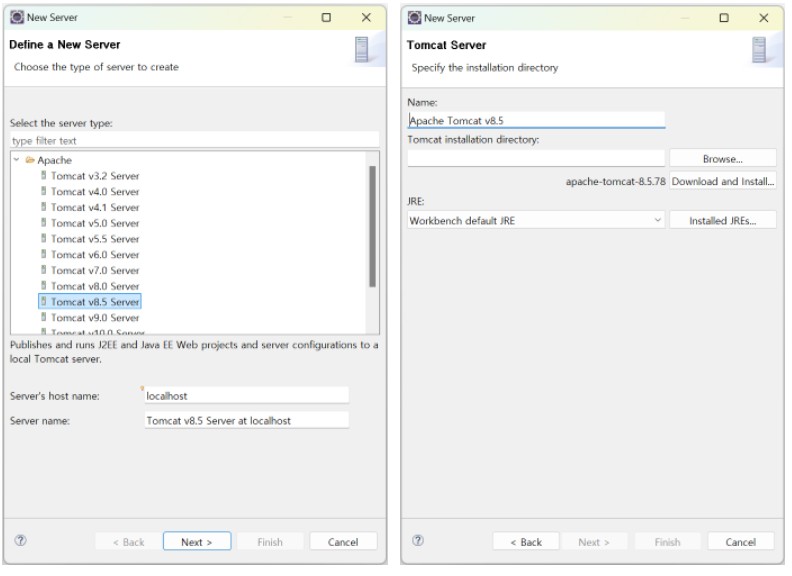 New Server
Define a New Server
Choose the type of server to create
Select the server type:
type filter text
Apache
Tomcat v3.2 Server
Tomcat v4.0 Server
Tomcat v4.1 Server
Tomcat v5.0 Server
Tomcat v5.5 Server
Tomcat v6.0 Server
Tomcat v7.0 Server
Tomcat v8.0 Server
Tomcat v8.5 Server
Tomcat v9.0 Server
Tomcat v10.0 Server
Publishes and runs J2EE and Java EE Web projects and server configurations to a
local Tomcat server.
Server's host name: localhost
Server name: Tomcat v8.5 Server at localhost
? < Back Next > Finish Cancel
New Server
Tomcat Server
Specify the installation directory
Name:
Apache Tomcat v8.5
Tomcat installation directory:
Browse...
apache-tomcat-8.5.78 Download and Install...
JRE:
Workbench default JRE Installed JREs...
? < Back Next > Finish Cancel